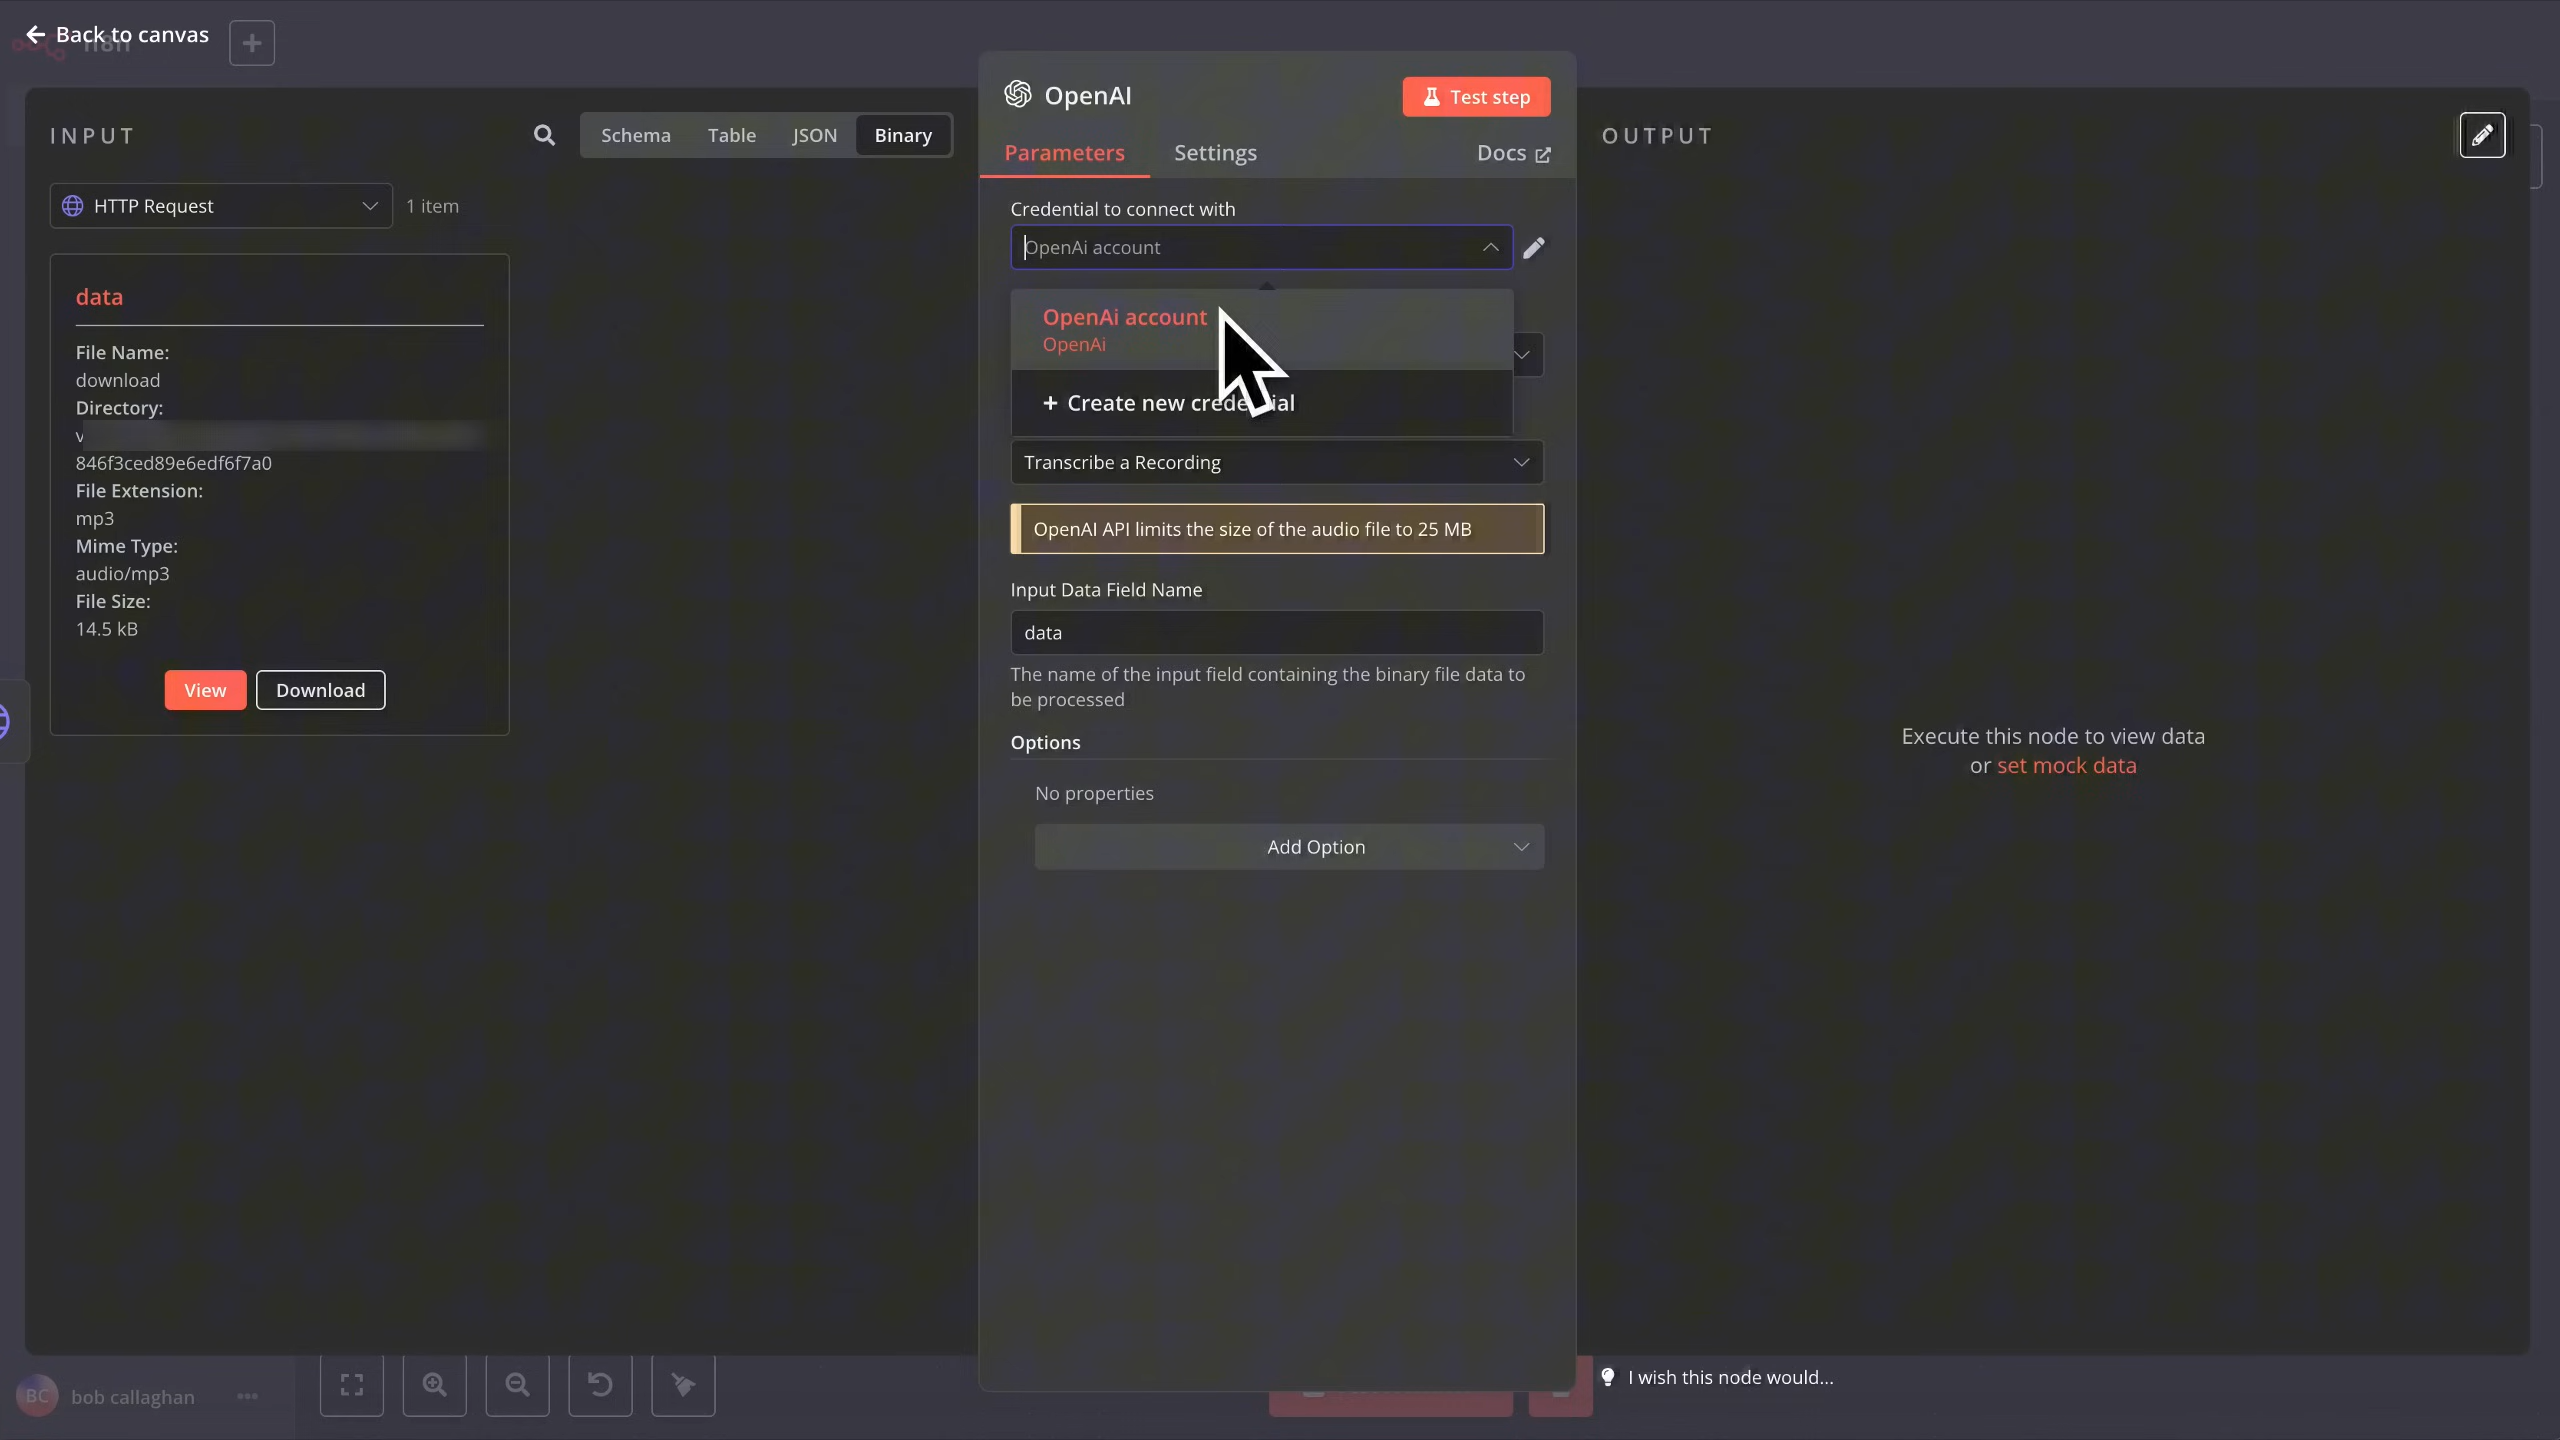 Back to canvas
n8n
INPUT
Schema Table JSON Binary
HTTP Request 1 item
data
File Name:
download
Directory:
846f3ced89e6edf6f7a0
File Extension:
mp3
Mime Type:
audio/mp3
File Size:
14.5 kB
View Download
OpenAI
Test step
Parameters Settings Docs
Credential to connect with
OpenAi account
OpenAi account
OpenAi
+ Create new credential
Transcribe a Recording
OpenAI API limits the size of the audio file to 25 MB
Input Data Field Name
data
The name of the input field containing the binary file data to
be processed
Options
No properties
Add Option
OUTPUT
Execute this node to view data
or set mock data
I wish this node would...
BC bob callaghan